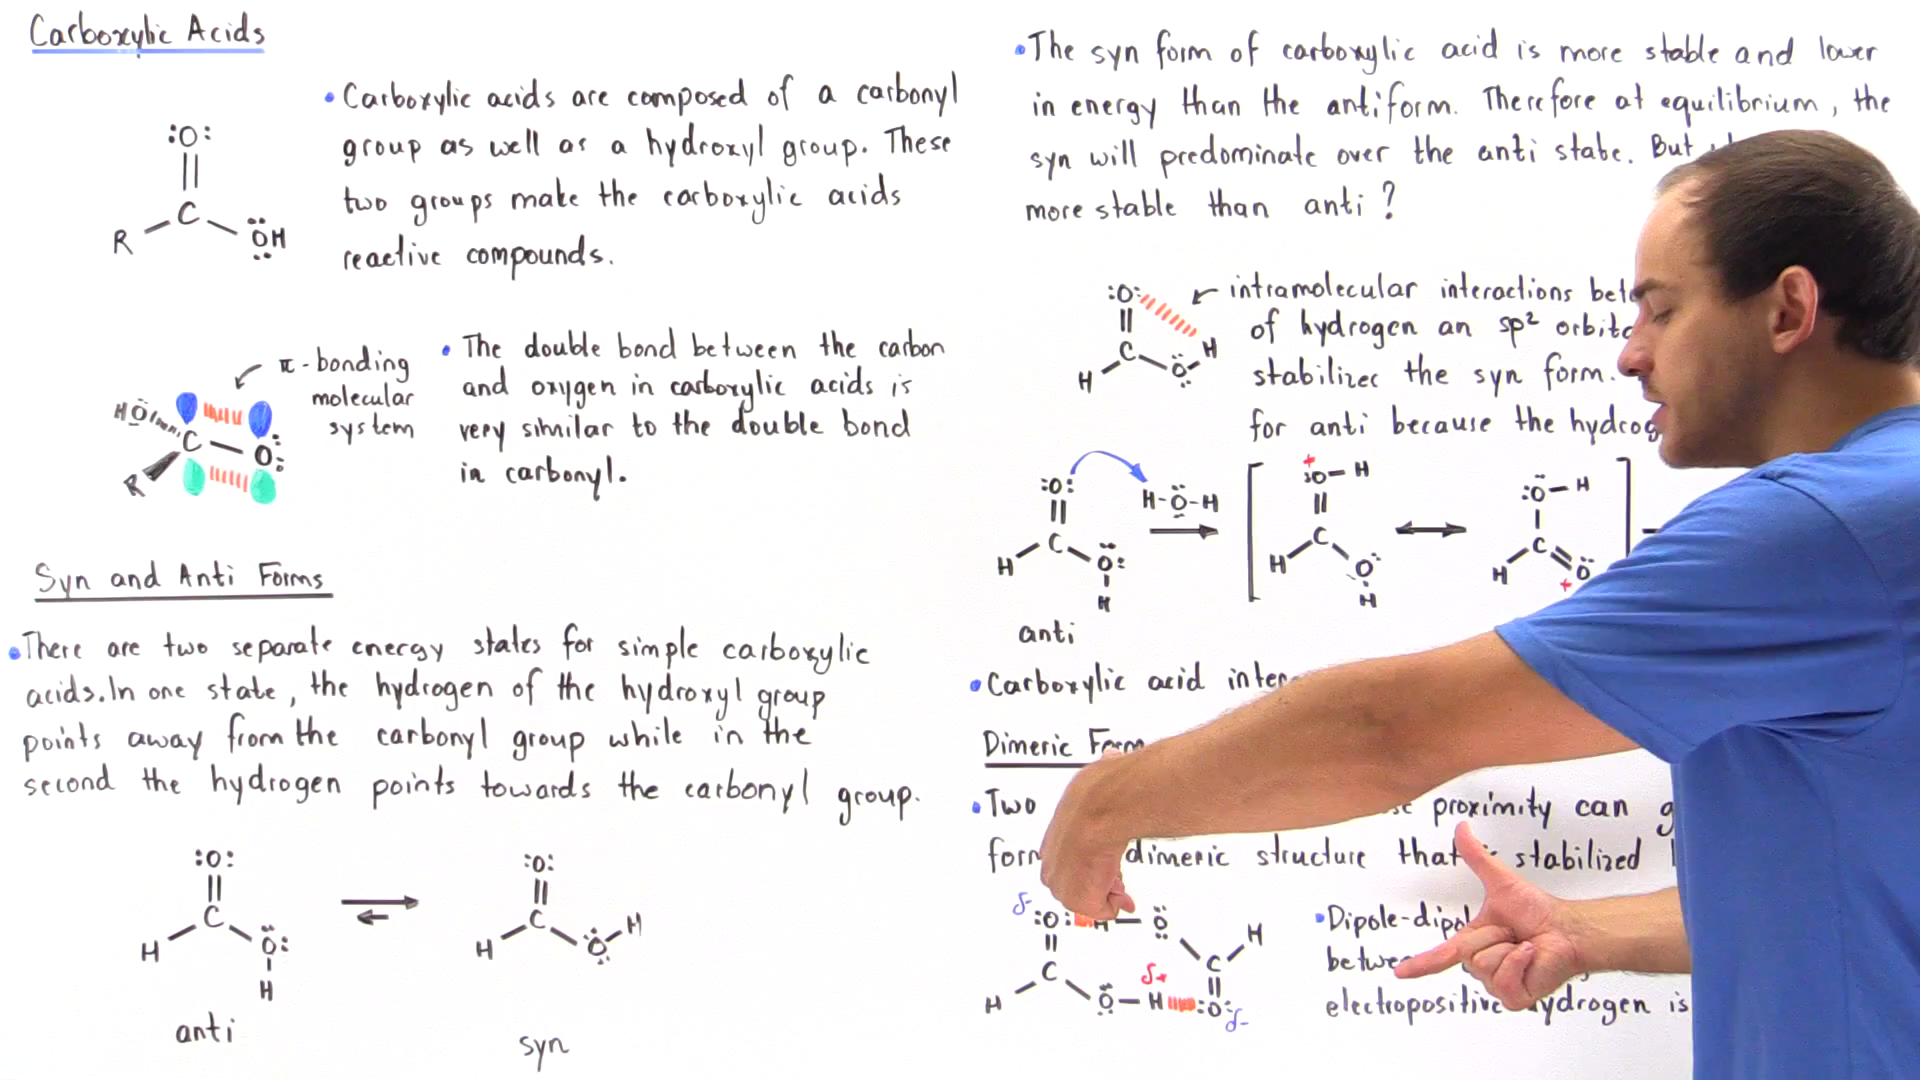 Carboxylic Acids
• Carboxylic acids are composed of a carbonyl
group as well as a hydroxyl group. These
two groups make the carboxylic acids
reactive compounds.
:O:
C
R
ÖH
π-bonding
molecular
system
HÖ
C
O:
R
• The double bond between the carbon
and oxygen in carboxylic acids is
very similar to the double bond
in carbonyl.
Syn and Anti Forms
• There are two separate energy states for simple carboxylic
acids. In one state, the hydrogen of the hydroxyl group
points away from the carbonyl group while in the
second the hydrogen points towards the carbonyl group.
:O:
C
H
Ö:
H
anti
:O:
C
H
O
H
syn
• The syn form of carboxylic acid is more stable and lower
in energy than the antiform. Therefore at equilibrium, the
syn will predominate over the anti state. But
more stable than anti?
:O:
C
H
Ö
H
intramolecular interactions
of hydrogen an sp² orbita
stabilizes the syn form.
for anti because the hydrog
:O:
C
H
Ö:
H
anti
H-Ö-H
+
:O-H
C
H
O:
H
:Ö-H
C
H
Ö
+
• Carboxylic acid inter
Dimeric Form
• Two proximity can
form dimeric structure that stabilized
δ-
:O: H-Ö
C
H
C
H
δ+
Ö-H :O:
δ-
• Dipole-dipol
betwe
electropositive hydrogen is